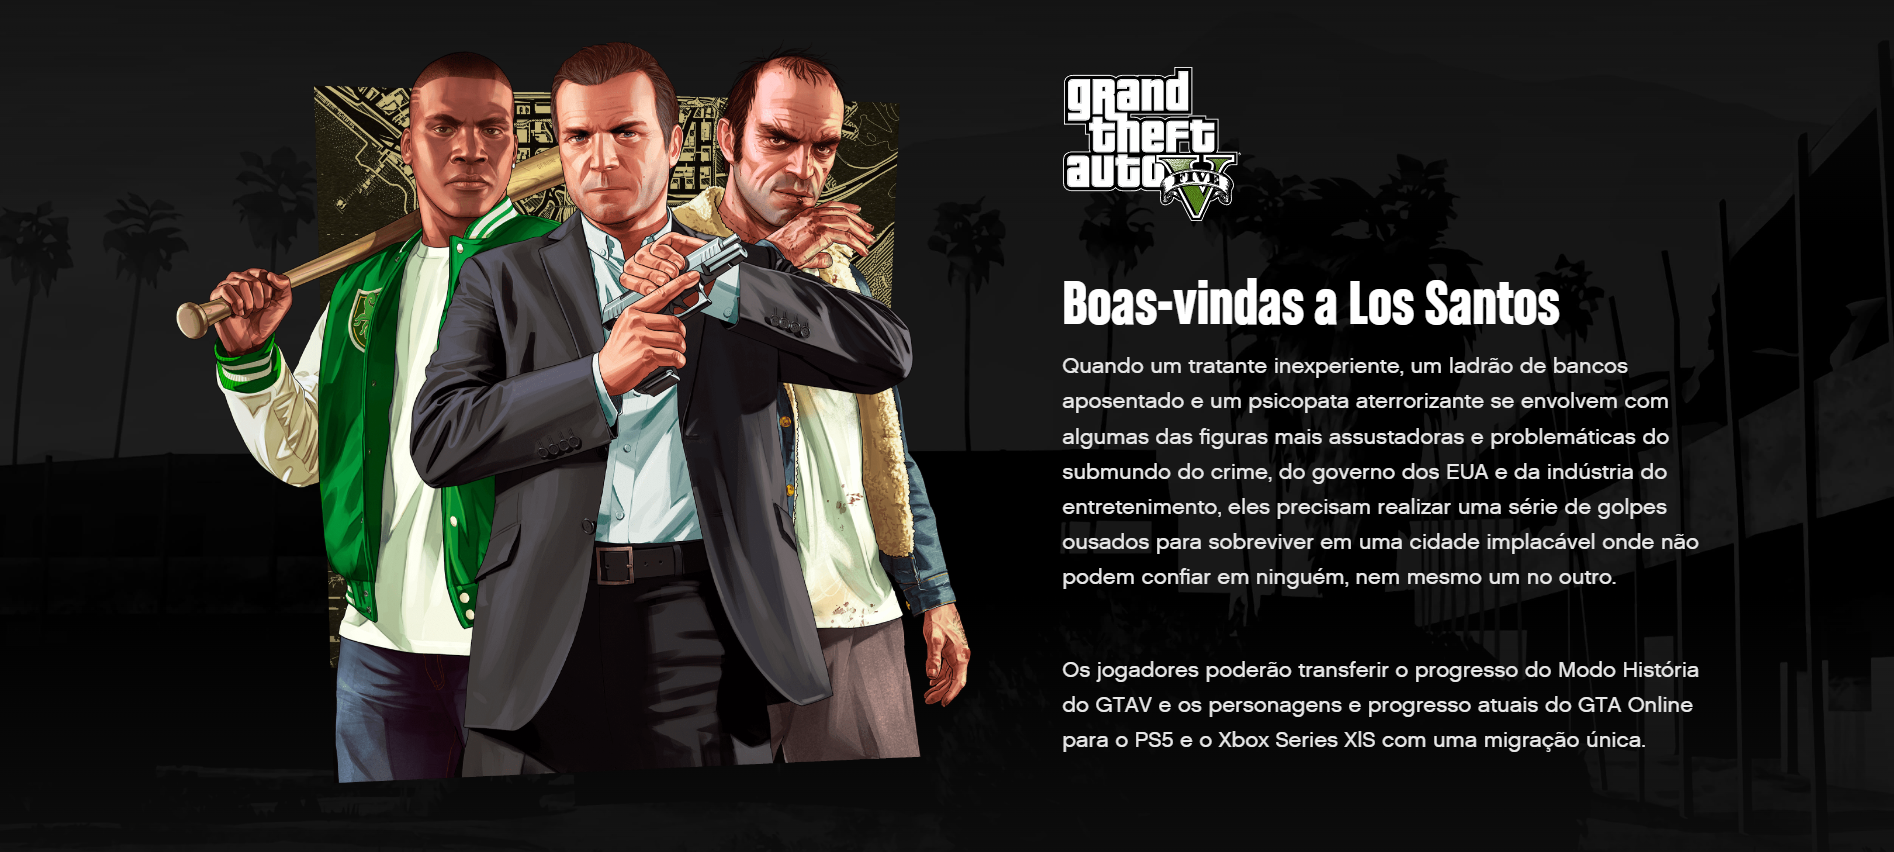 grand
theft
auto
FIVE
Boas-vindas a Los Santos
Quando um tratante inexperiente, um ladrão de bancos
aposentado e um psicopata aterrorizante se envolvem com
algumas das figuras mais assustadoras e problemáticas do
submundo do crime, do governo dos EUA e da indústria do
entretenimento, eles precisam realizar uma série de golpes
ousados para sobreviver em uma cidade implacável onde não
podem confiar em ninguém, nem mesmo um no outro.
Os jogadores poderão transferir o progresso do Modo História
do GTAV e os personagens e progresso atuais do GTA Online
para o PS5 e o Xbox Series X|S com uma migração única.